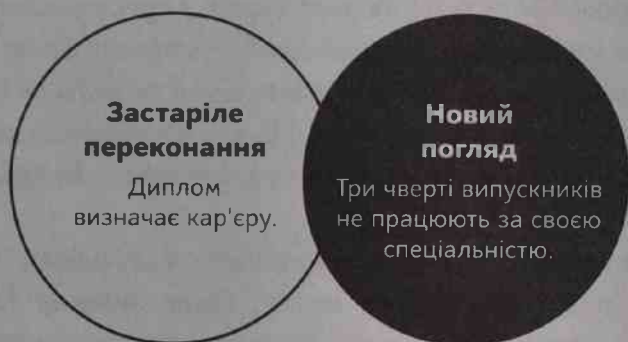 Застаріле
переконання
Диплом
визначає кар'єру.
Новий
погляд
Три чверті випускників
не працюють за своєю
спеціальністю.